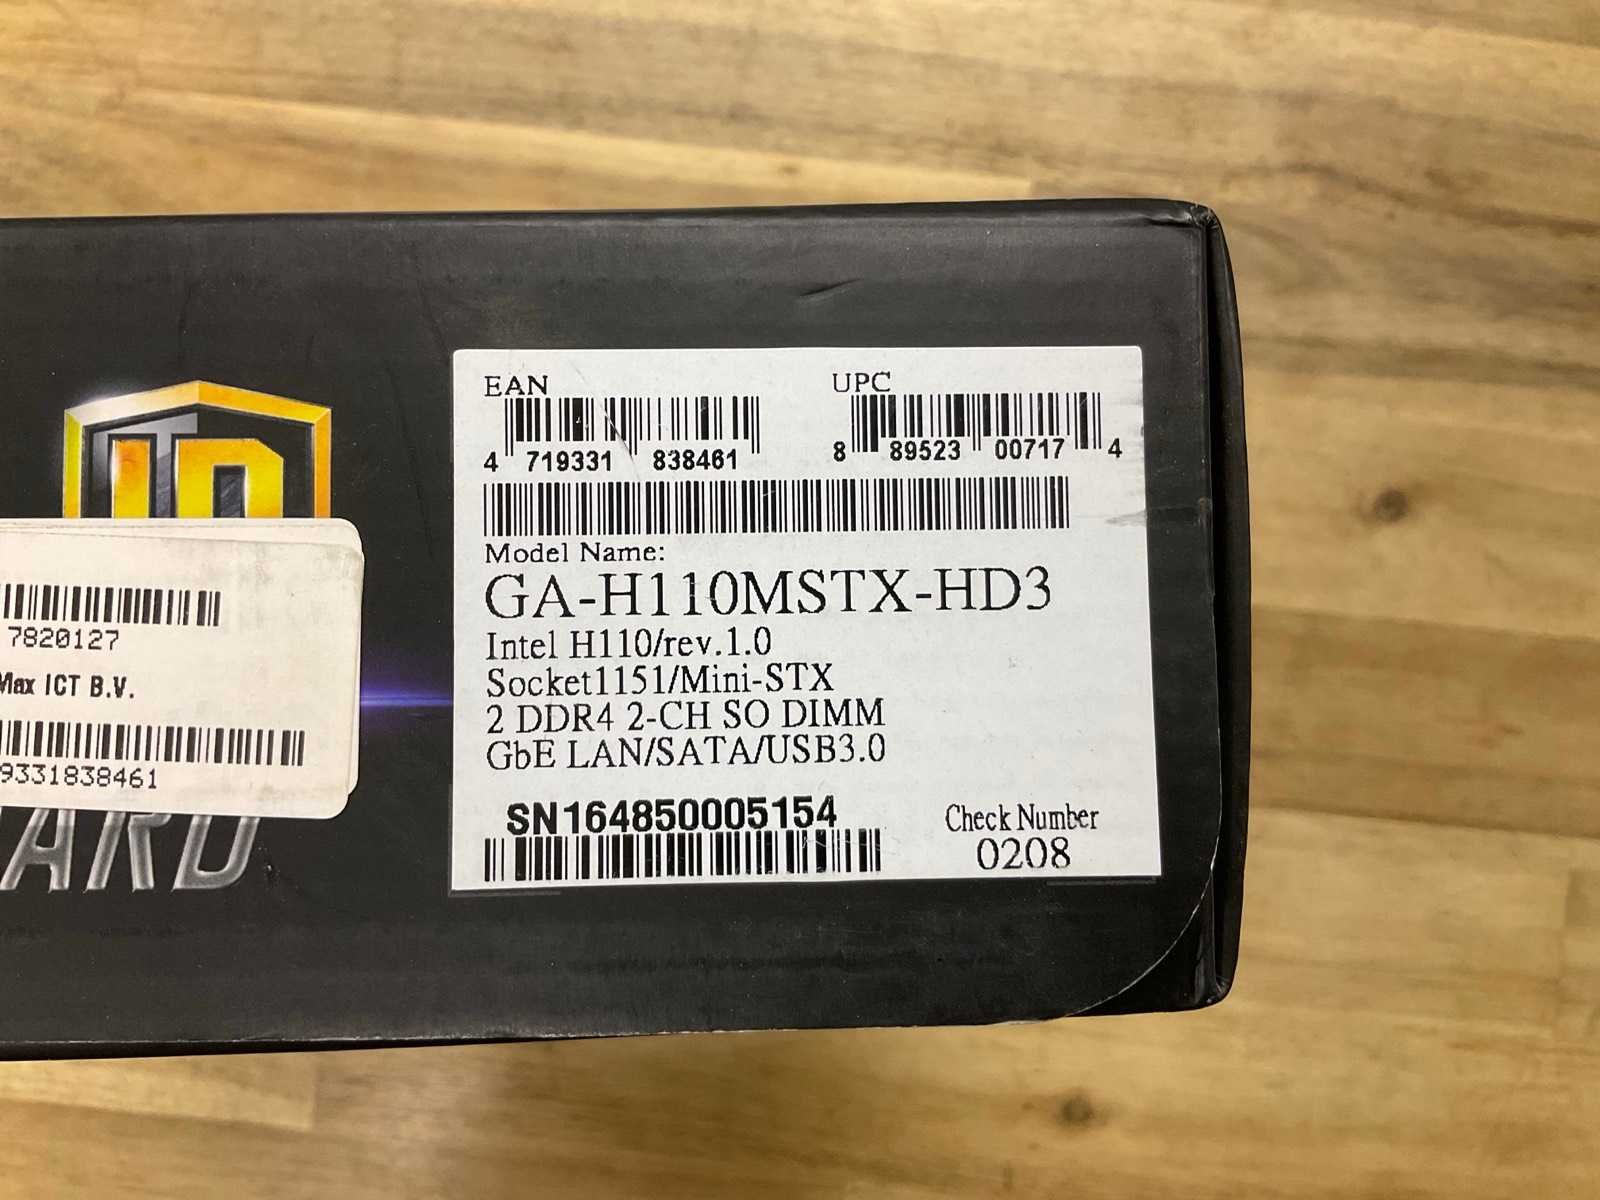 EAN
4 719331 838461
UPC
8 89523 00717 4
Model Name:
GA-H110MSTX-HD3
Intel H110/rev.1.0
Socket1151/Mini-STX
2 DDR4 2-CH SO DIMM
GbE LAN/SATA/USB3.0
SN164850005154
Check Number
0208
7820127
Max ICT B.V.
9331838461
ARD